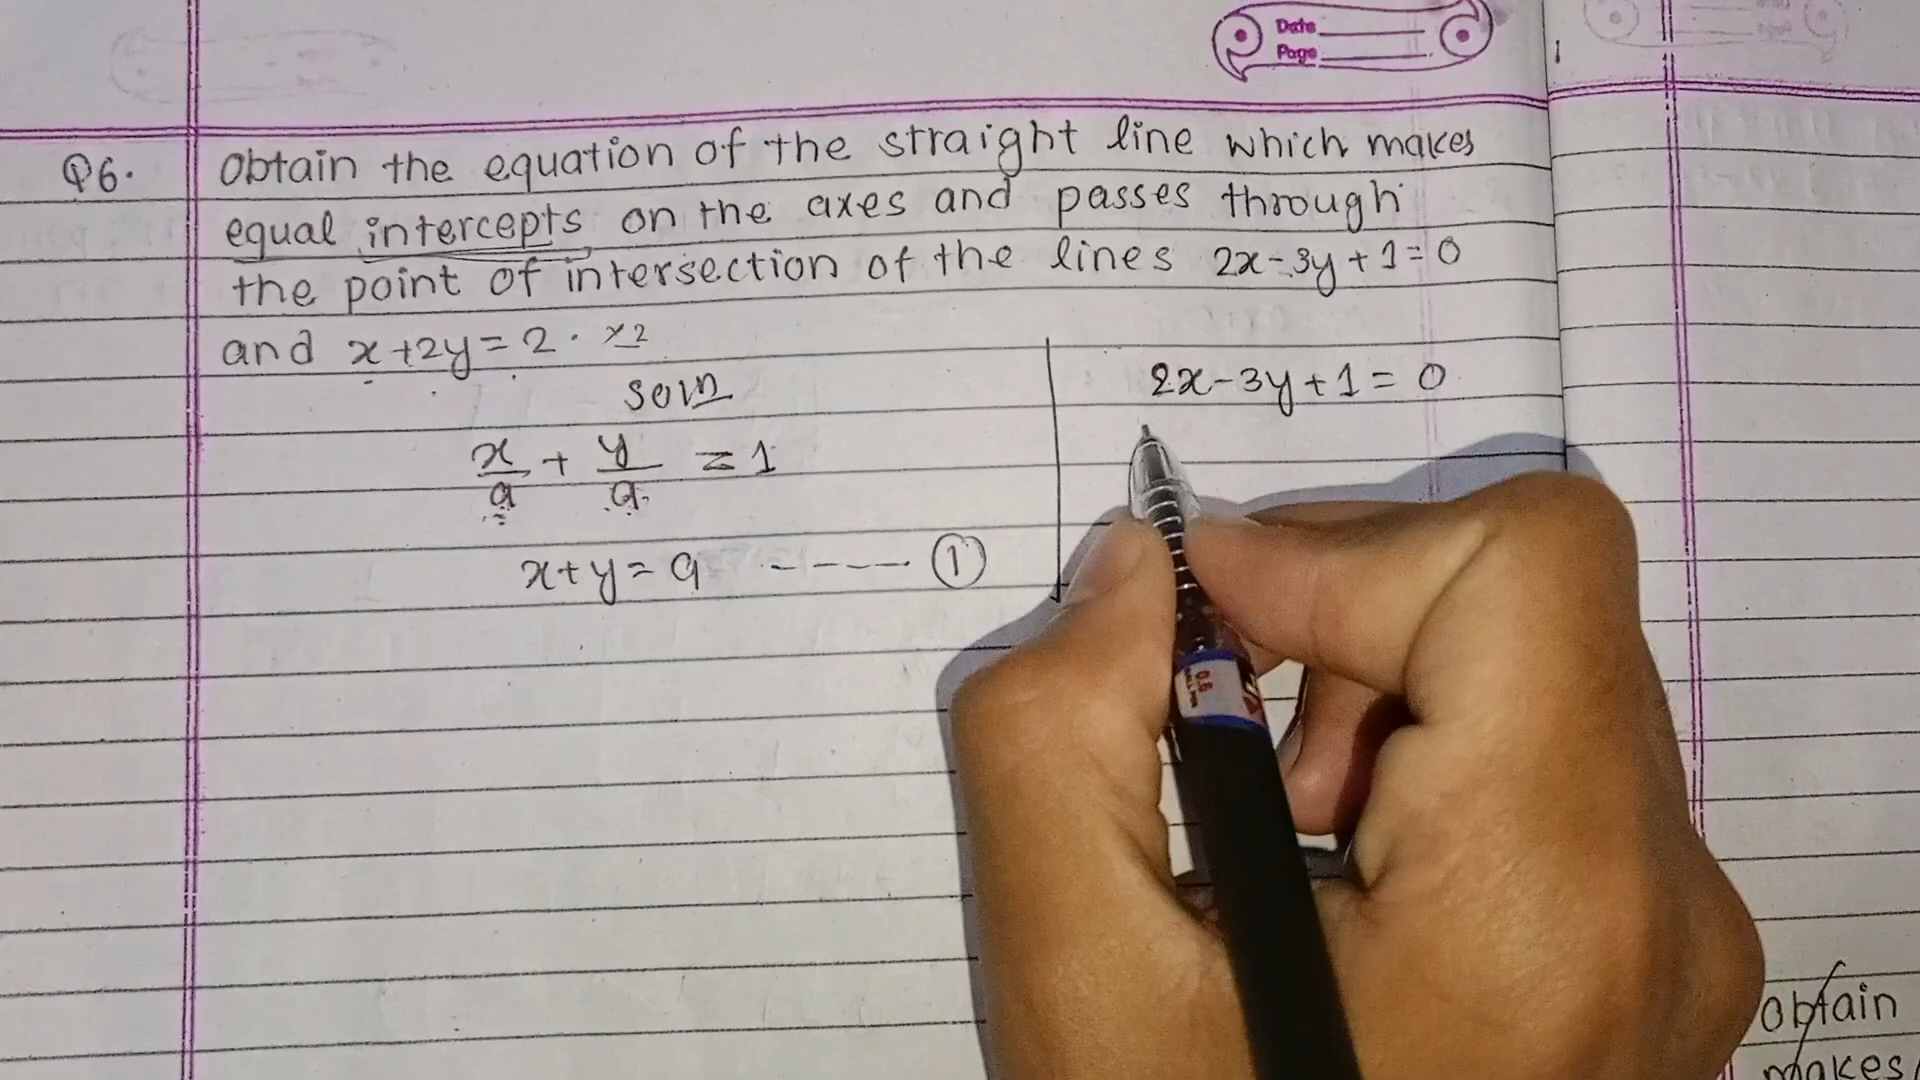 Date
Page
Q6. Obtain the equation of the straight line which makes
equal intercepts on the axes and passes through
the point of intersection of the lines 2x-3y+1=0
and x+2y=2. ×2
Soln
x/a + y/a = 1
x+y=a ----- ①
2x-3y+1=0
Obtain
makes